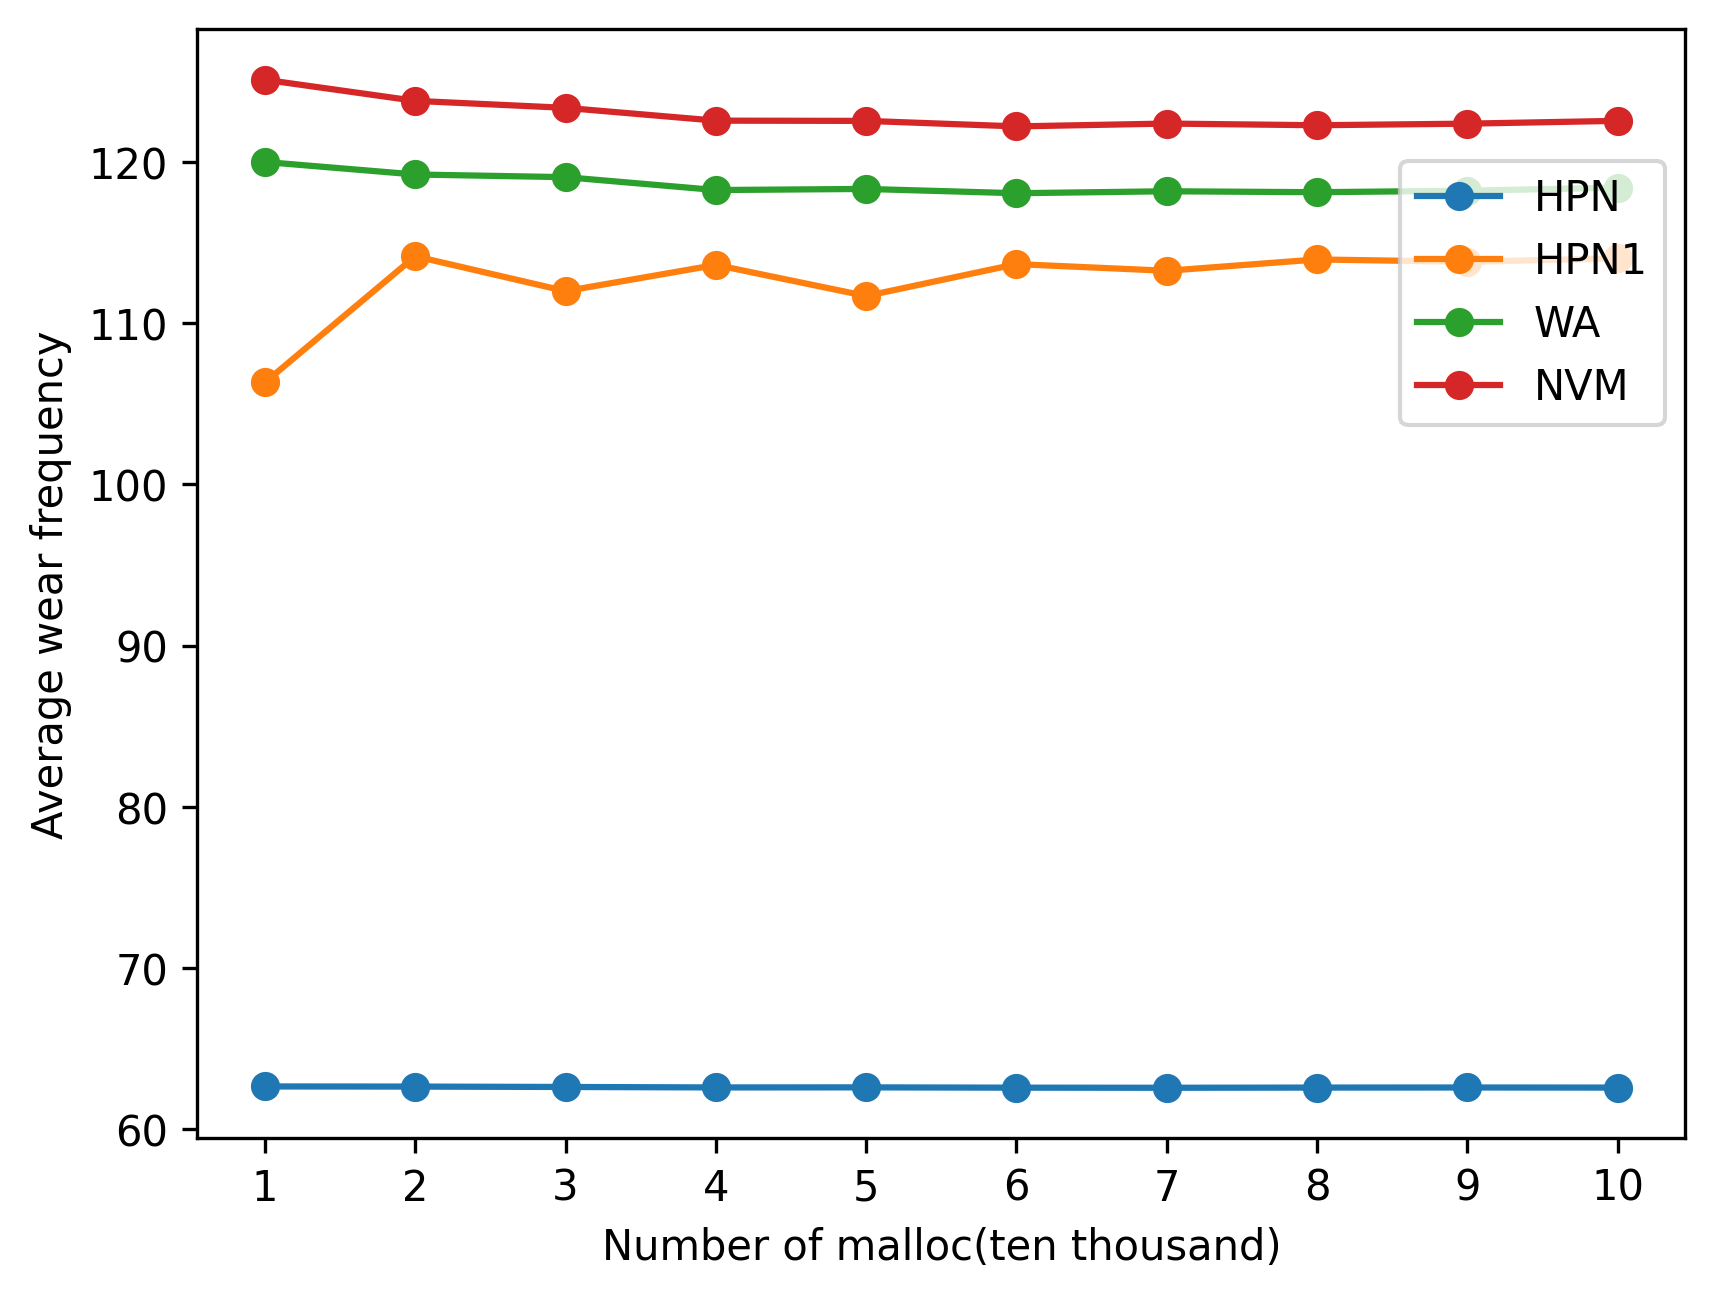 120
110
100
90
80
70
60
Average wear frequency
HPN
HPN1
WA
NVM
1 2 3 4 5 6 7 8 9 10
Number of malloc(ten thousand)